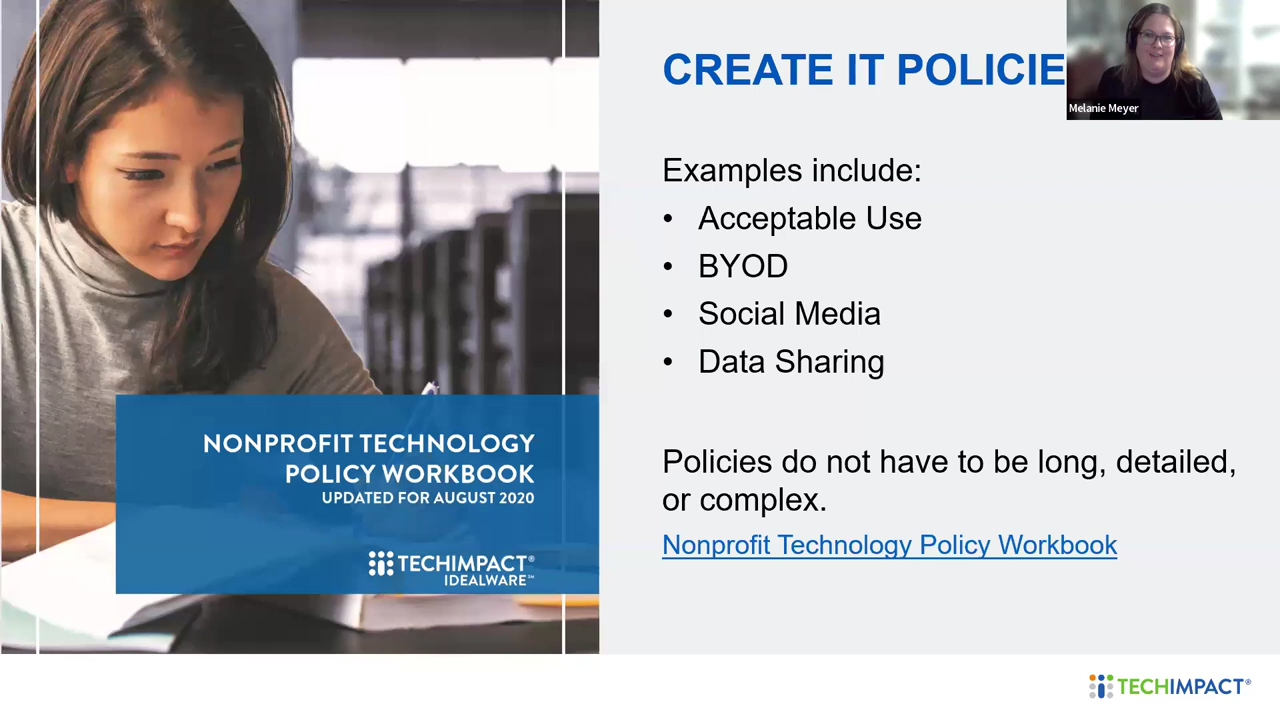 CREATE IT POLICIE
Melanie Meyer
Examples include:
• Acceptable Use
• BYOD
• Social Media
• Data Sharing
Policies do not have to be long, detailed,
or complex.
Nonprofit Technology Policy Workbook
NONPROFIT TECHNOLOGY
POLICY WORKBOOK
UPDATED FOR AUGUST 2020
TECHIMPACT®
IDEALWARE™
TECHIMPACT®